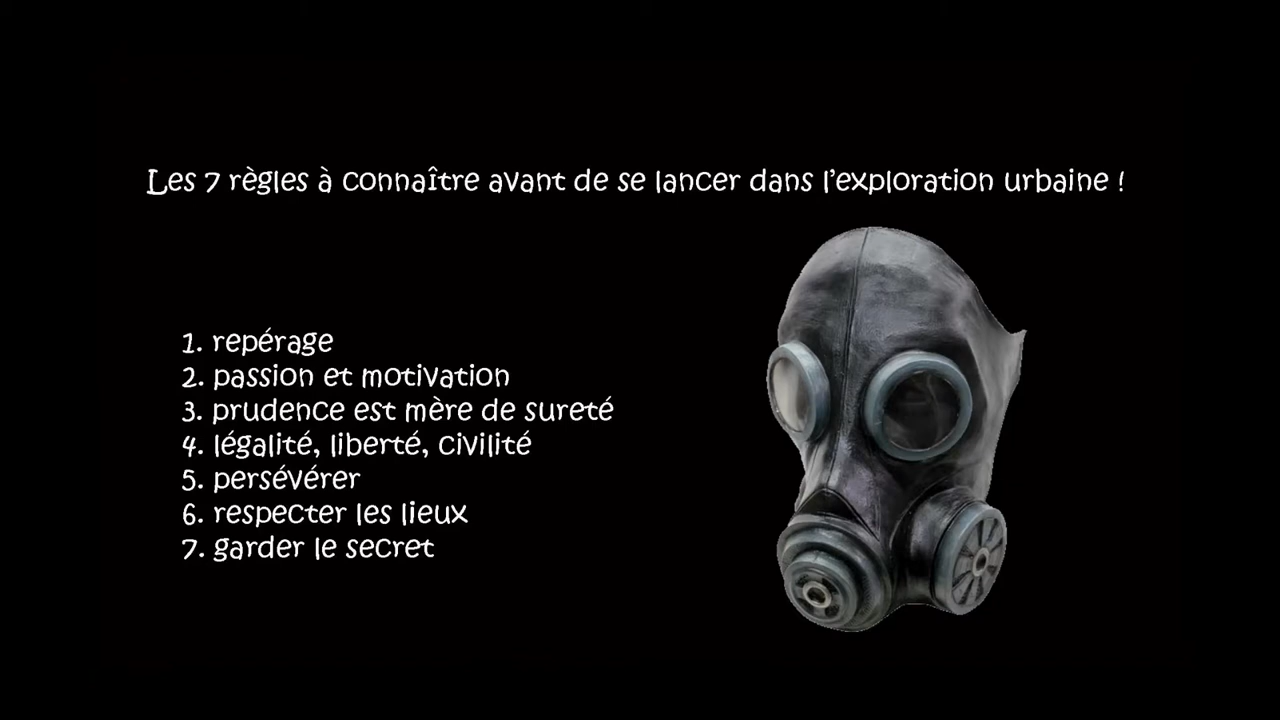 Les 7 règles à connaître avant de se lancer dans l'exploration urbaine !
1. repérage
2. passion et motivation
3. prudence est mère de sureté
4. légalité, liberté, civilité
5. persévérer
6. respecter les lieux
7. garder le secret